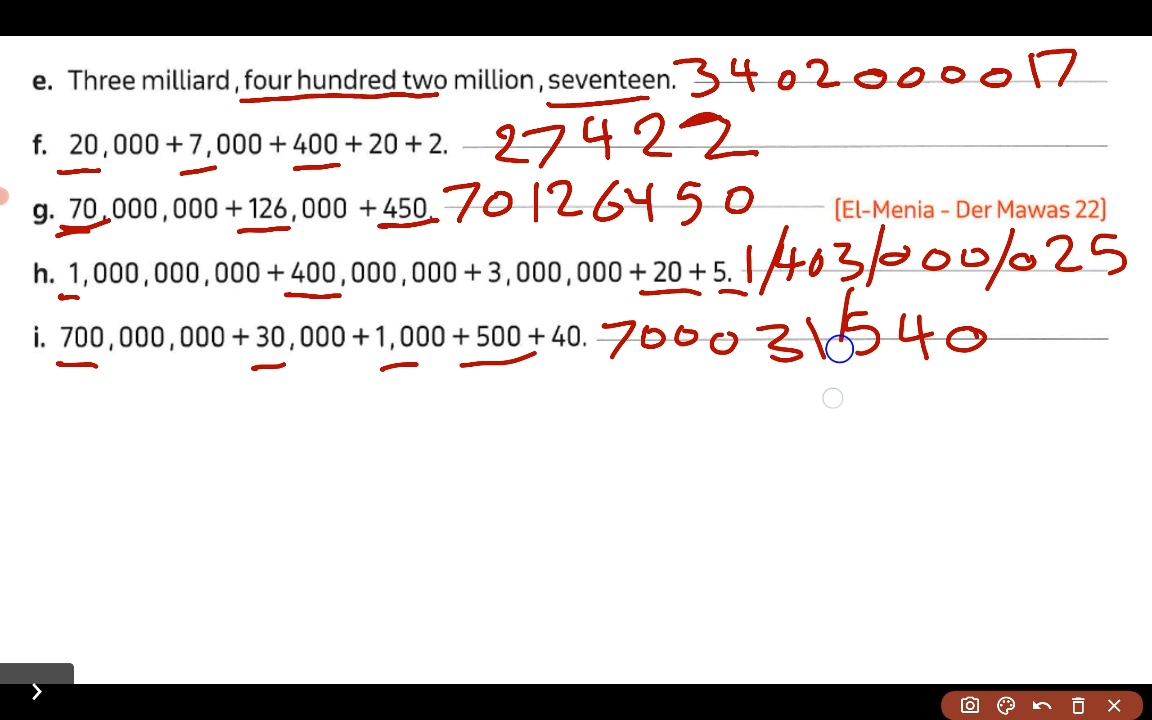 e. Three milliard, four hundred two million, seventeen. 3402000017
f. 20,000 + 7,000 + 400 + 20 + 2. 27422
g. 70,000,000 + 126,000 + 450. 70126450 (El-Menia - Der Mawas 22)
h. 1,000,000,000 + 400,000,000 + 3,000,000 + 20 + 5. 1/403/000/025
i. 700,000,000 + 30,000 + 1,000 + 500 + 40. 700031/540